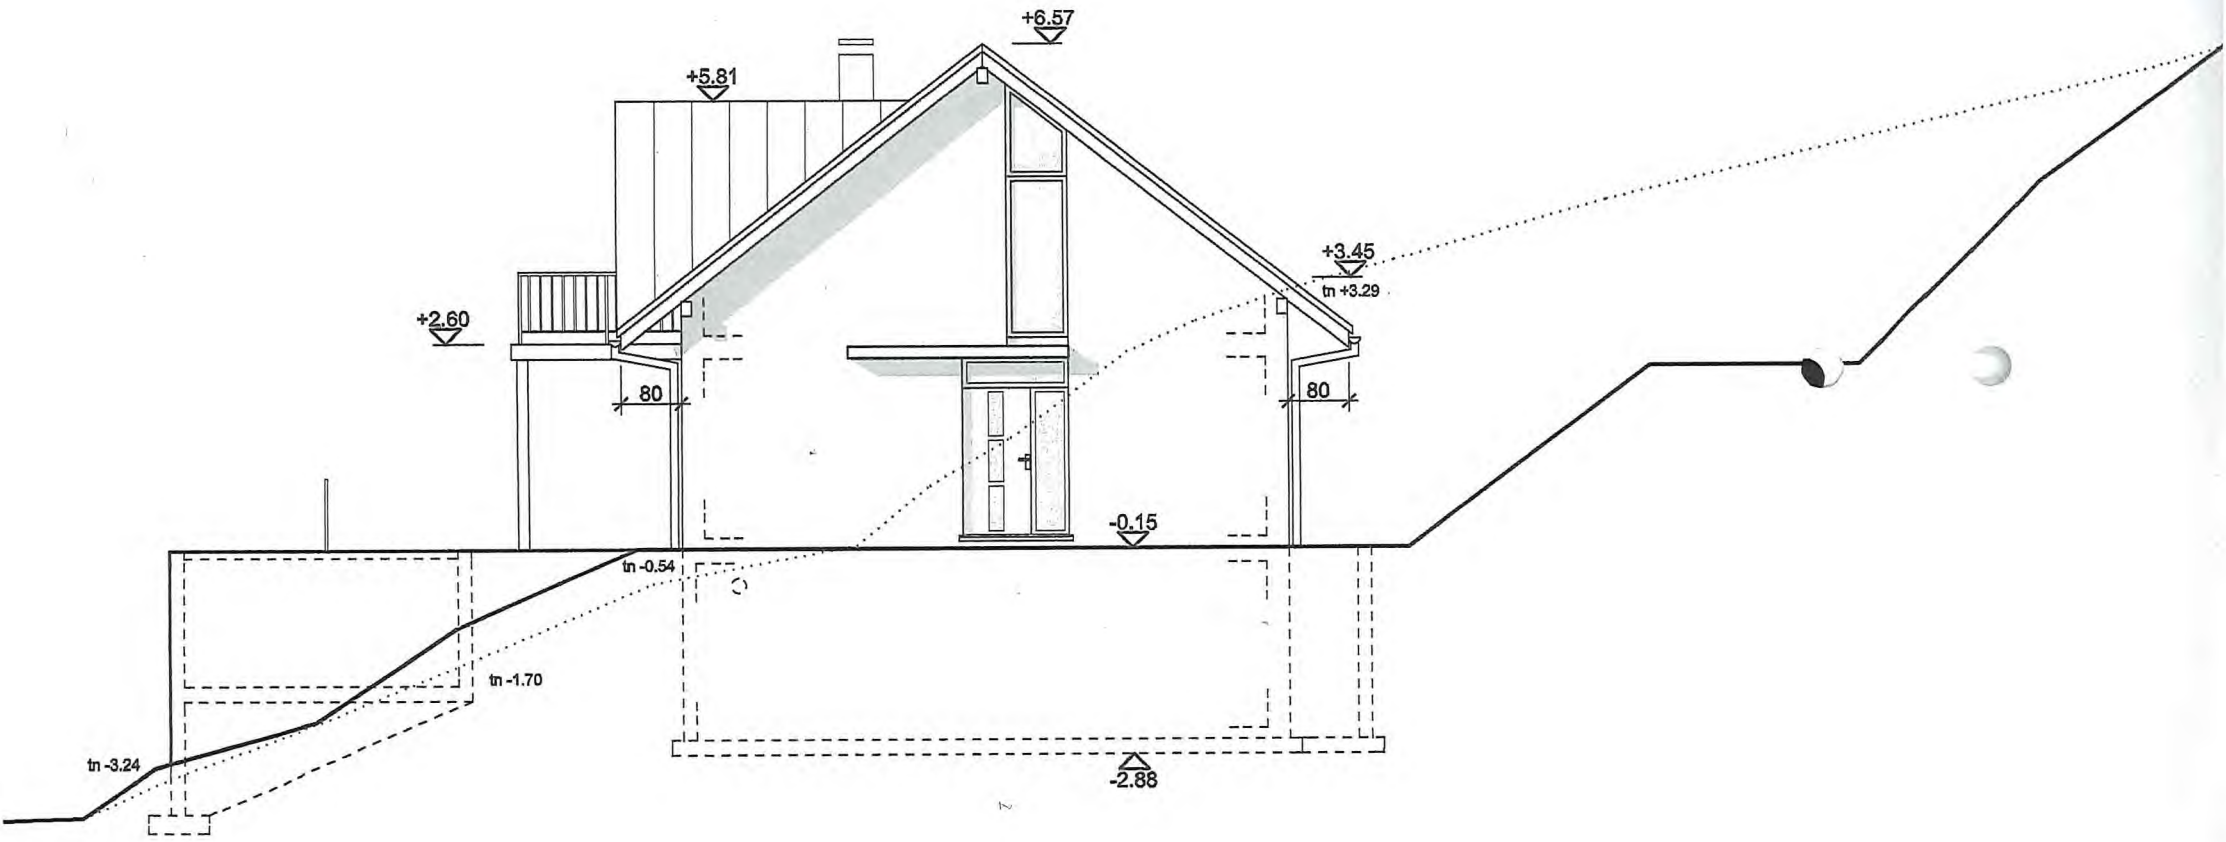 +6.57
+5.81
+3.45
tn +3.29
+2.60
80
80
-0.15
tn -0.54
tn -1.70
tn -3.24
-2.88